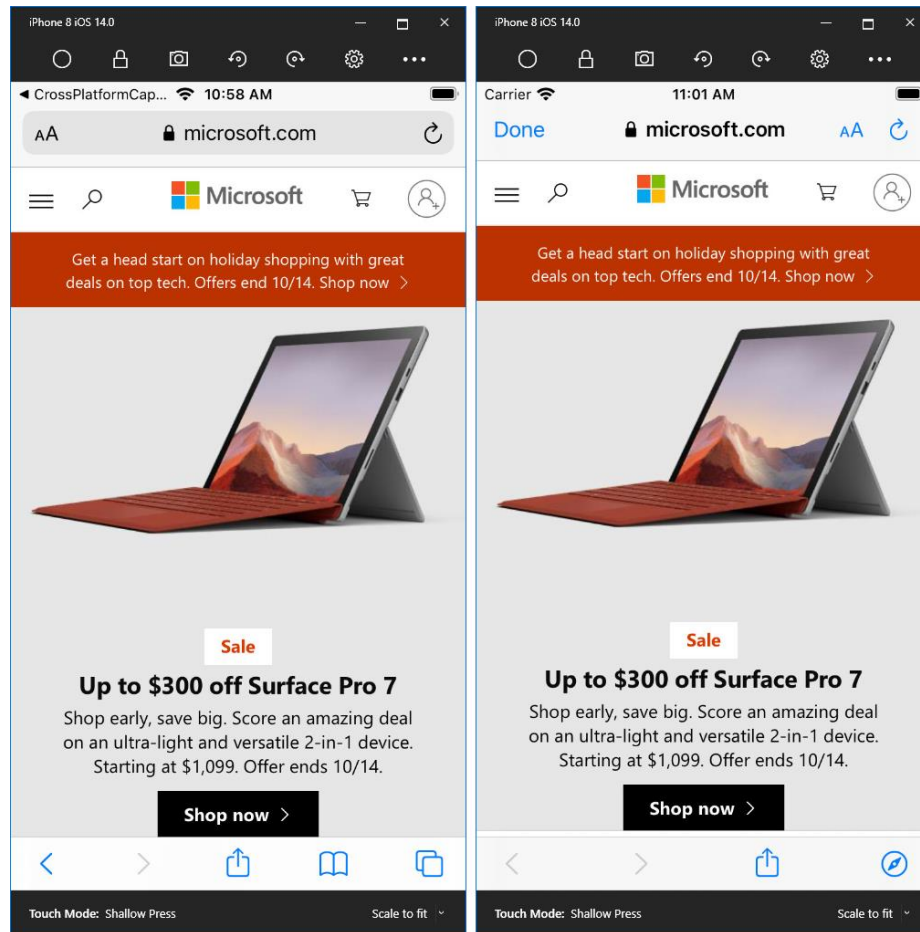 iPhone 8 iOS 14.0
CrossPlatformCap... 10:58 AM
AA microsoft.com
Microsoft
Get a head start on holiday shopping with great
deals on top tech. Offers end 10/14. Shop now >
Sale
Up to $300 off Surface Pro 7
Shop early, save big. Score an amazing deal
on an ultra-light and versatile 2-in-1 device.
Starting at $1,099. Offer ends 10/14.
Shop now >
Touch Mode: Shallow Press Scale to fit
iPhone 8 iOS 14.0
Carrier 11:01 AM
Done microsoft.com AA
Microsoft
Get a head start on holiday shopping with great
deals on top tech. Offers end 10/14. Shop now >
Sale
Up to $300 off Surface Pro 7
Shop early, save big. Score an amazing deal
on an ultra-light and versatile 2-in-1 device.
Starting at $1,099. Offer ends 10/14.
Shop now >
Touch Mode: Shallow Press Scale to fit